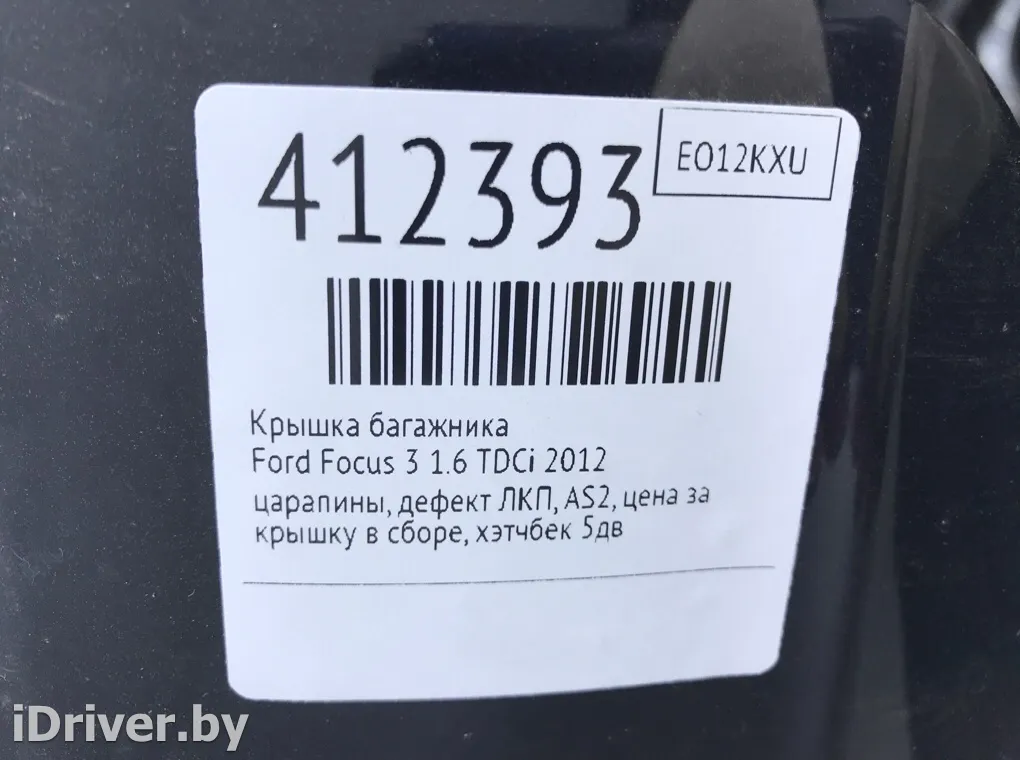 412393
EO12KXU
Крышка багажника
Ford Focus 3 1.6 TDCi 2012
царапины, дефект ЛКП, AS2, цена за
крышку в сборе, хэтчбек 5дв
iDriver.by